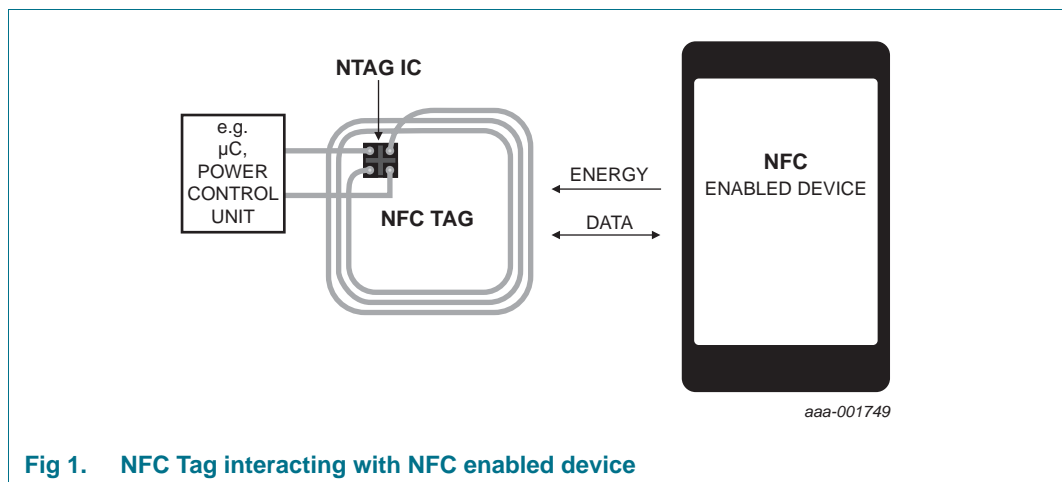 NTAG IC
e.g.
µC,
POWER
CONTROL
UNIT
NFC TAG
ENERGY
DATA
NFC
ENABLED DEVICE
aaa-001749
Fig 1. NFC Tag interacting with NFC enabled device